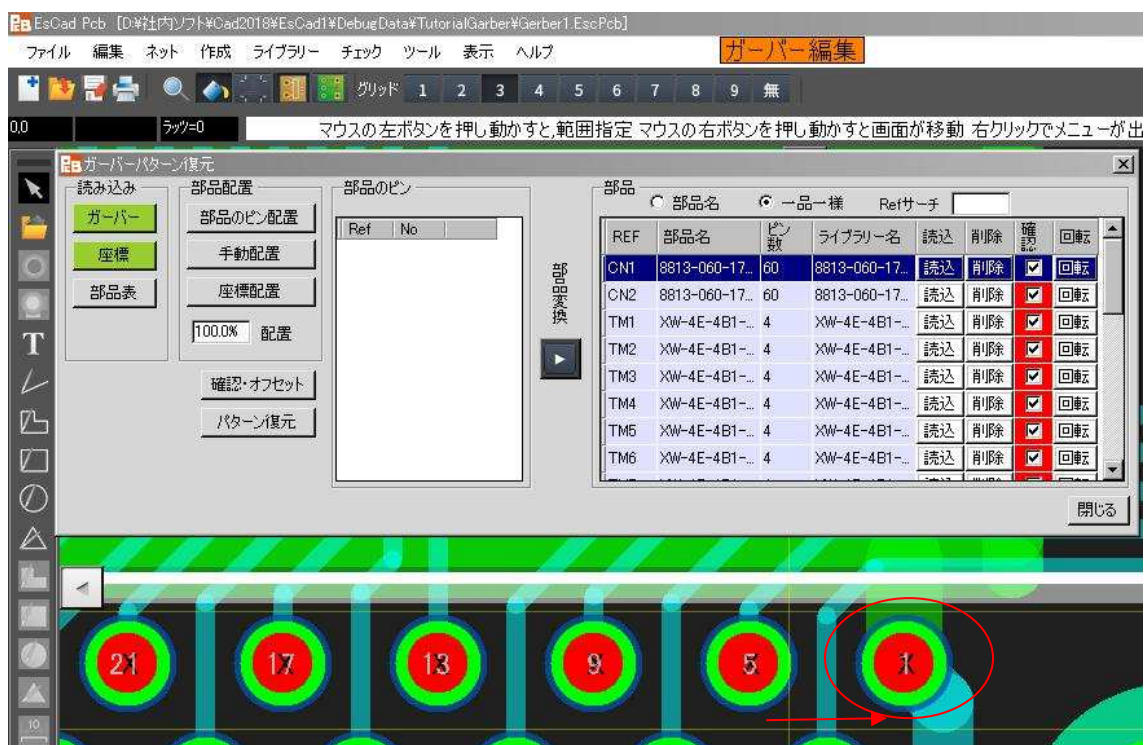 EsCad Pcb [D:¥社内ソフト¥Cad2018¥EsCad1¥DebugData¥TutorialGarber¥Gerber1.EscPcb]
ファイル 編集 ネット 作成 ライブラリー チェック ツール 表示 ヘルプ ガーバー編集
グリッド 1 2 3 4 5 6 7 8 9 無
0,0 ラッツ=0 マウスの左ボタンを押し動かすと,範囲指定 マウスの右ボタンを押し動かすと画面が移動 右クリックでメニューが出
ガーバーパターン復元
読み込み
ガーバー
座標
部品表
部品配置
部品のピン配置
手動配置
座標配置
100.0% 配置
確認・オフセット
パターン復元
部品のピン
Ref No
部品変換
部品
部品名 一品一様 Refサーチ
REF 部品名 ピン数 ライブラリー名 読込 削除 確認 回転
CN1 8813-060-17... 60 8813-060-17... 読込 削除 回転
CN2 8813-060-17... 60 8813-060-17... 読込 削除 回転
TM1 XW-4E-4B1-... 4 XW-4E-4B1-... 読込 削除 回転
TM2 XW-4E-4B1-... 4 XW-4E-4B1-... 読込 削除 回転
TM3 XW-4E-4B1-... 4 XW-4E-4B1-... 読込 削除 回転
TM4 XW-4E-4B1-... 4 XW-4E-4B1-... 読込 削除 回転
TM5 XW-4E-4B1-... 4 XW-4E-4B1-... 読込 削除 回転
TM6 XW-4E-4B1-... 4 XW-4E-4B1-... 読込 削除 回転
閉じる
T
10
21 17 13 9 5 1